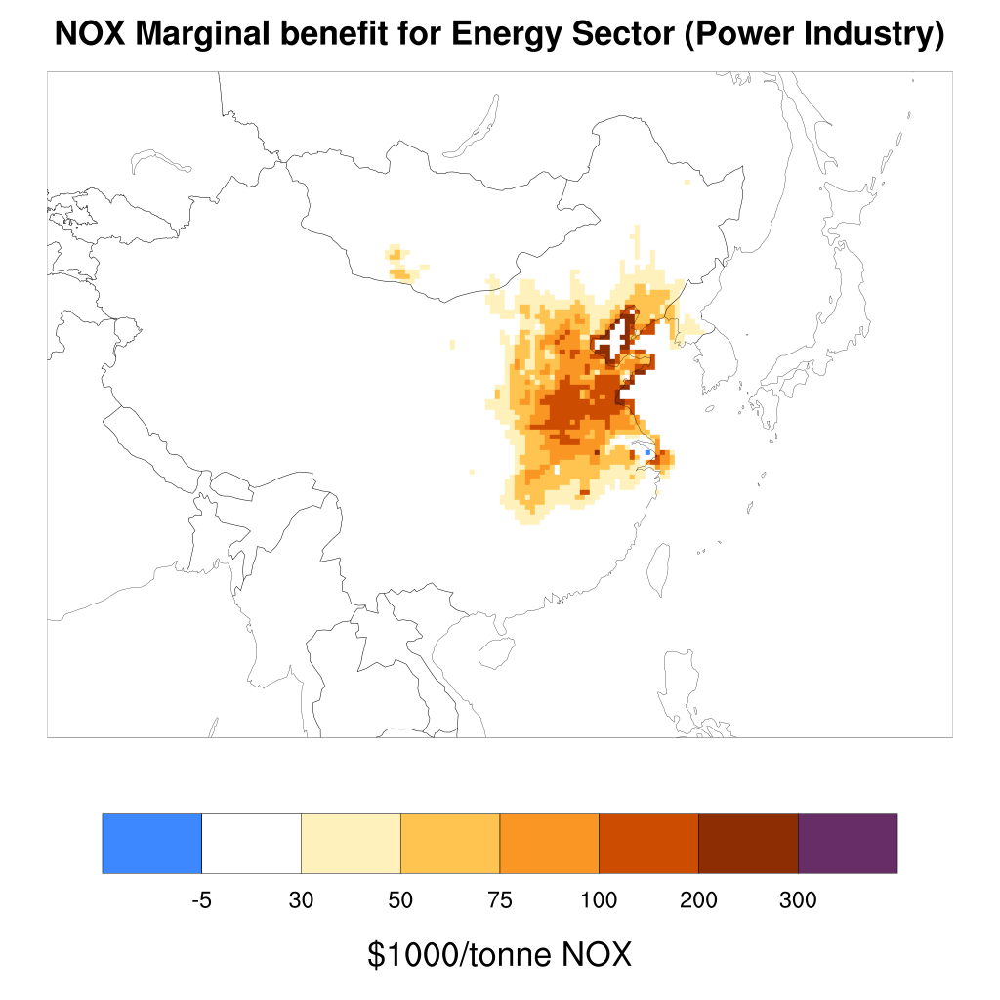 NOX Marginal benefit for Energy Sector (Power Industry)
-5 30 50 75 100 200 300
$1000/tonne NOX